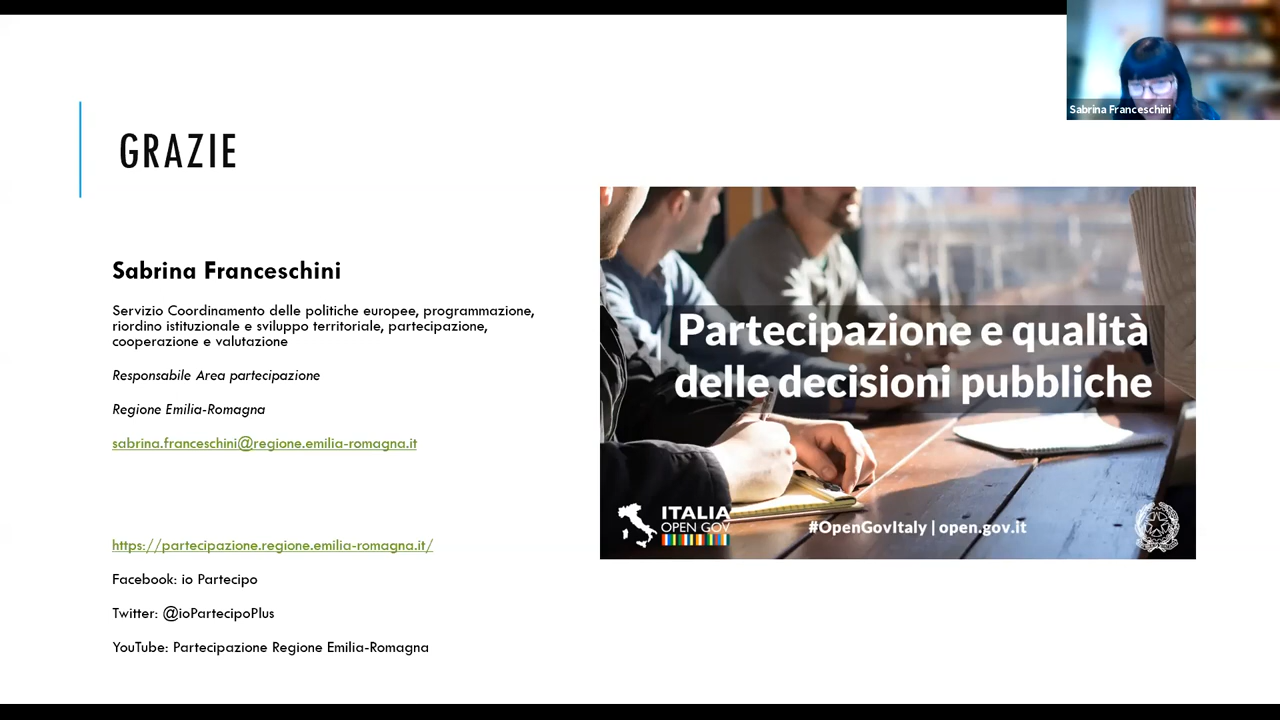 GRAZIE
Sabrina Franceschini
Servizio Coordinamento delle politiche europee, programmazione,
riordino istituzionale e sviluppo territoriale, partecipazione,
cooperazione e valutazione
Responsabile Area partecipazione
Regione Emilia-Romagna
sabrina.franceschini@regione.emilia-romagna.it
https://partecipazione.regione.emilia-romagna.it/
Facebook: io Partecipo
Twitter: @ioPartecipoPlus
YouTube: Partecipazione Regione Emilia-Romagna
Partecipazione e qualità
delle decisioni pubbliche
ITALIA
OPEN GOV
#OpenGovItaly | open.gov.it
Sabrina Franceschini